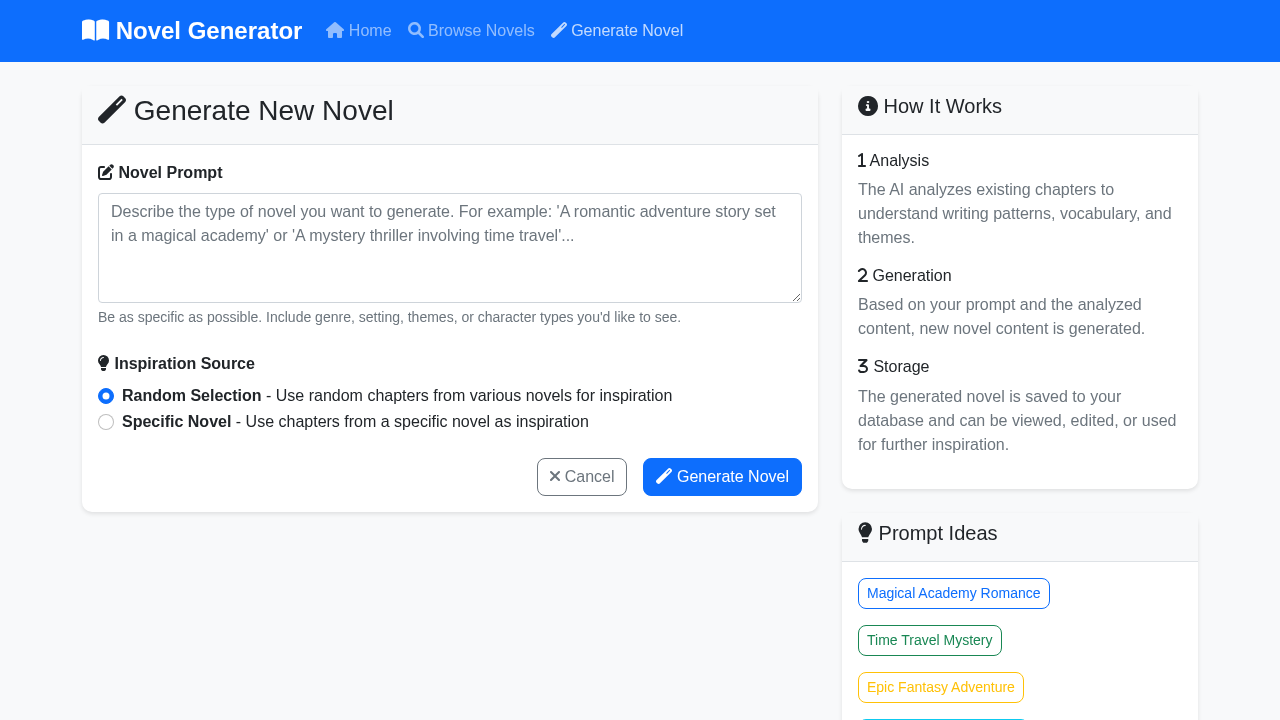 Novel Generator Home Browse Novels Generate Novel
Generate New Novel
Novel Prompt
Describe the type of novel you want to generate. For example: 'A romantic adventure story set
in a magical academy' or 'A mystery thriller involving time travel'...
Be as specific as possible. Include genre, setting, themes, or character types you'd like to see.
Inspiration Source
Random Selection - Use random chapters from various novels for inspiration
Specific Novel - Use chapters from a specific novel as inspiration
Cancel
Generate Novel
How It Works
1 Analysis
The AI analyzes existing chapters to
understand writing patterns, vocabulary, and
themes.
2 Generation
Based on your prompt and the analyzed
content, new novel content is generated.
3 Storage
The generated novel is saved to your
database and can be viewed, edited, or used
for further inspiration.
Prompt Ideas
Magical Academy Romance
Time Travel Mystery
Epic Fantasy Adventure